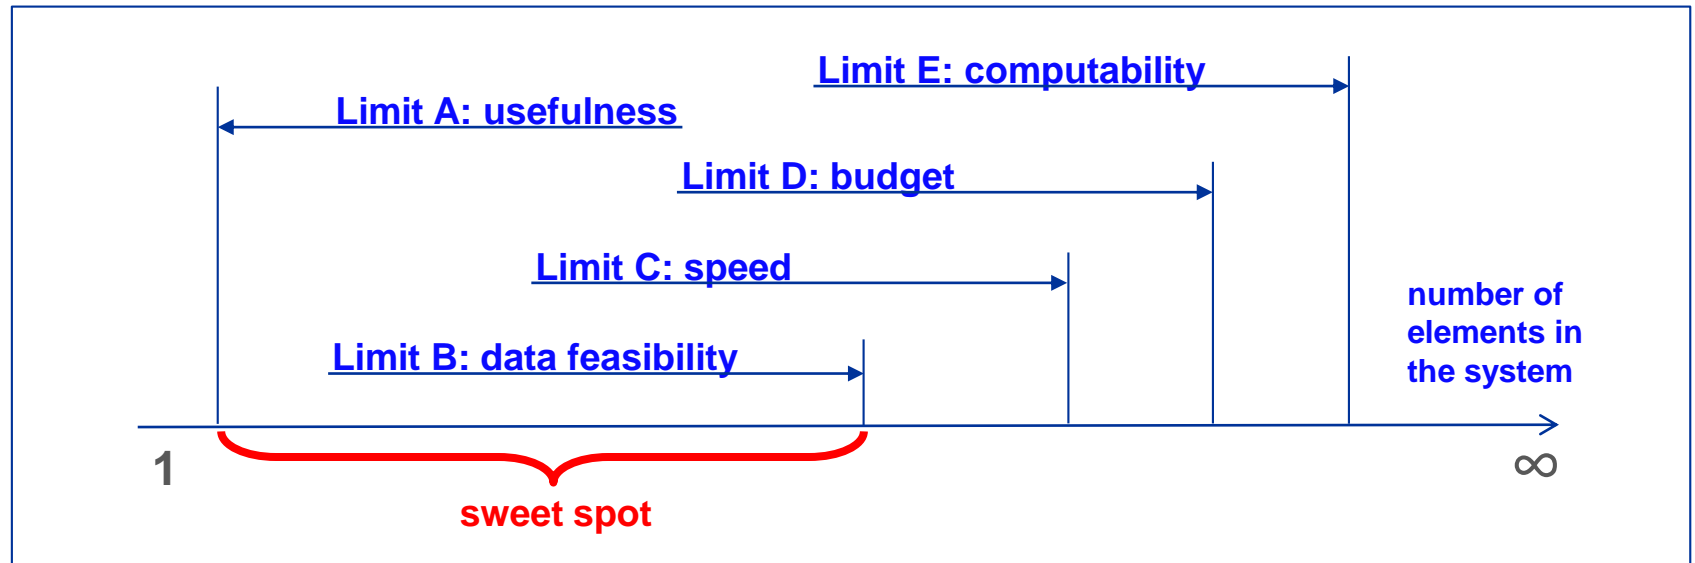 Limit E: computability
Limit A: usefulness
Limit D: budget
Limit C: speed
number of
elements in
the system
Limit B: data feasibility
1
∞
sweet spot